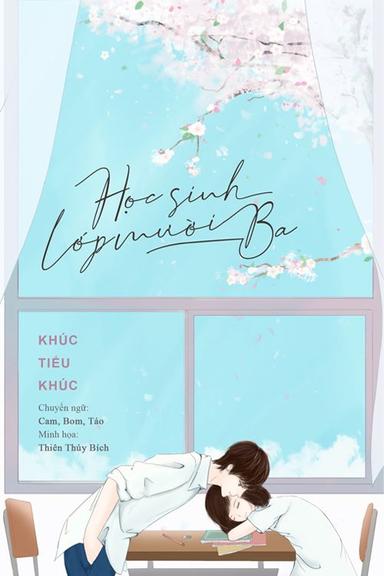 Học sinh
lớp mười Ba
KHÚC
TIỂU
KHÚC
Chuyển ngữ:
Cam, Bom, Táo
Minh họa:
Thiên Thủy Bích